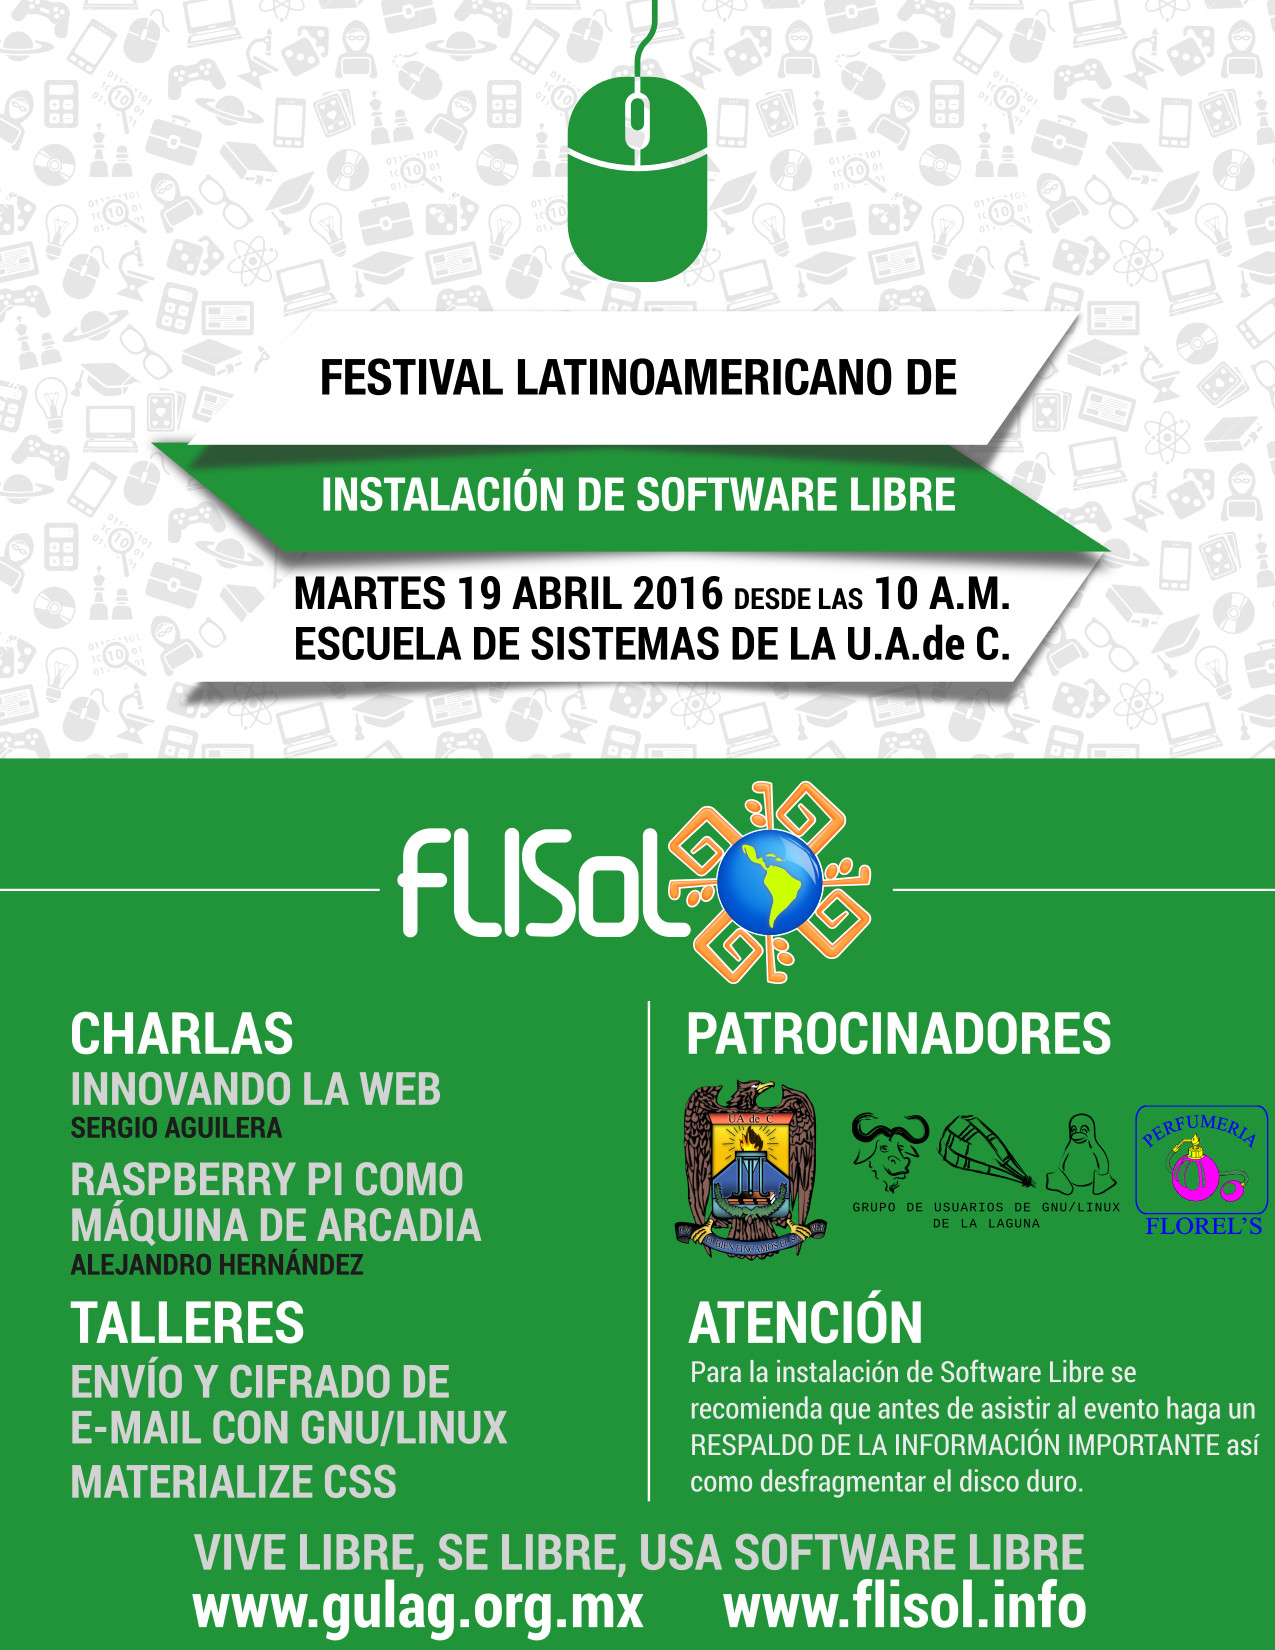 FESTIVAL LATINOAMERICANO DE
INSTALACIÓN DE SOFTWARE LIBRE
MARTES 19 ABRIL 2016 DESDE LAS 10 A.M.
ESCUELA DE SISTEMAS DE LA U.A.de C.
FLISoL
CHARLAS
INNOVANDO LA WEB
SERGIO AGUILERA
RASPBERRY PI COMO
MÁQUINA DE ARCADIA
ALEJANDRO HERNÁNDEZ
TALLERES
ENVÍO Y CIFRADO DE
E-MAIL CON GNU/LINUX
MATERIALIZE CSS
PATROCINADORES
U A de C
GRUPO DE USUARIOS DE GNU/LINUX
DE LA LAGUNA
PERFUMERIA
FLOREL'S
ATENCIÓN
Para la instalación de Software Libre se
recomienda que antes de asistir al evento haga un
RESPALDO DE LA INFORMACIÓN IMPORTANTE así
como desfragmentar el disco duro.
VIVE LIBRE, SE LIBRE, USA SOFTWARE LIBRE
www.gulag.org.mx www.flisol.info